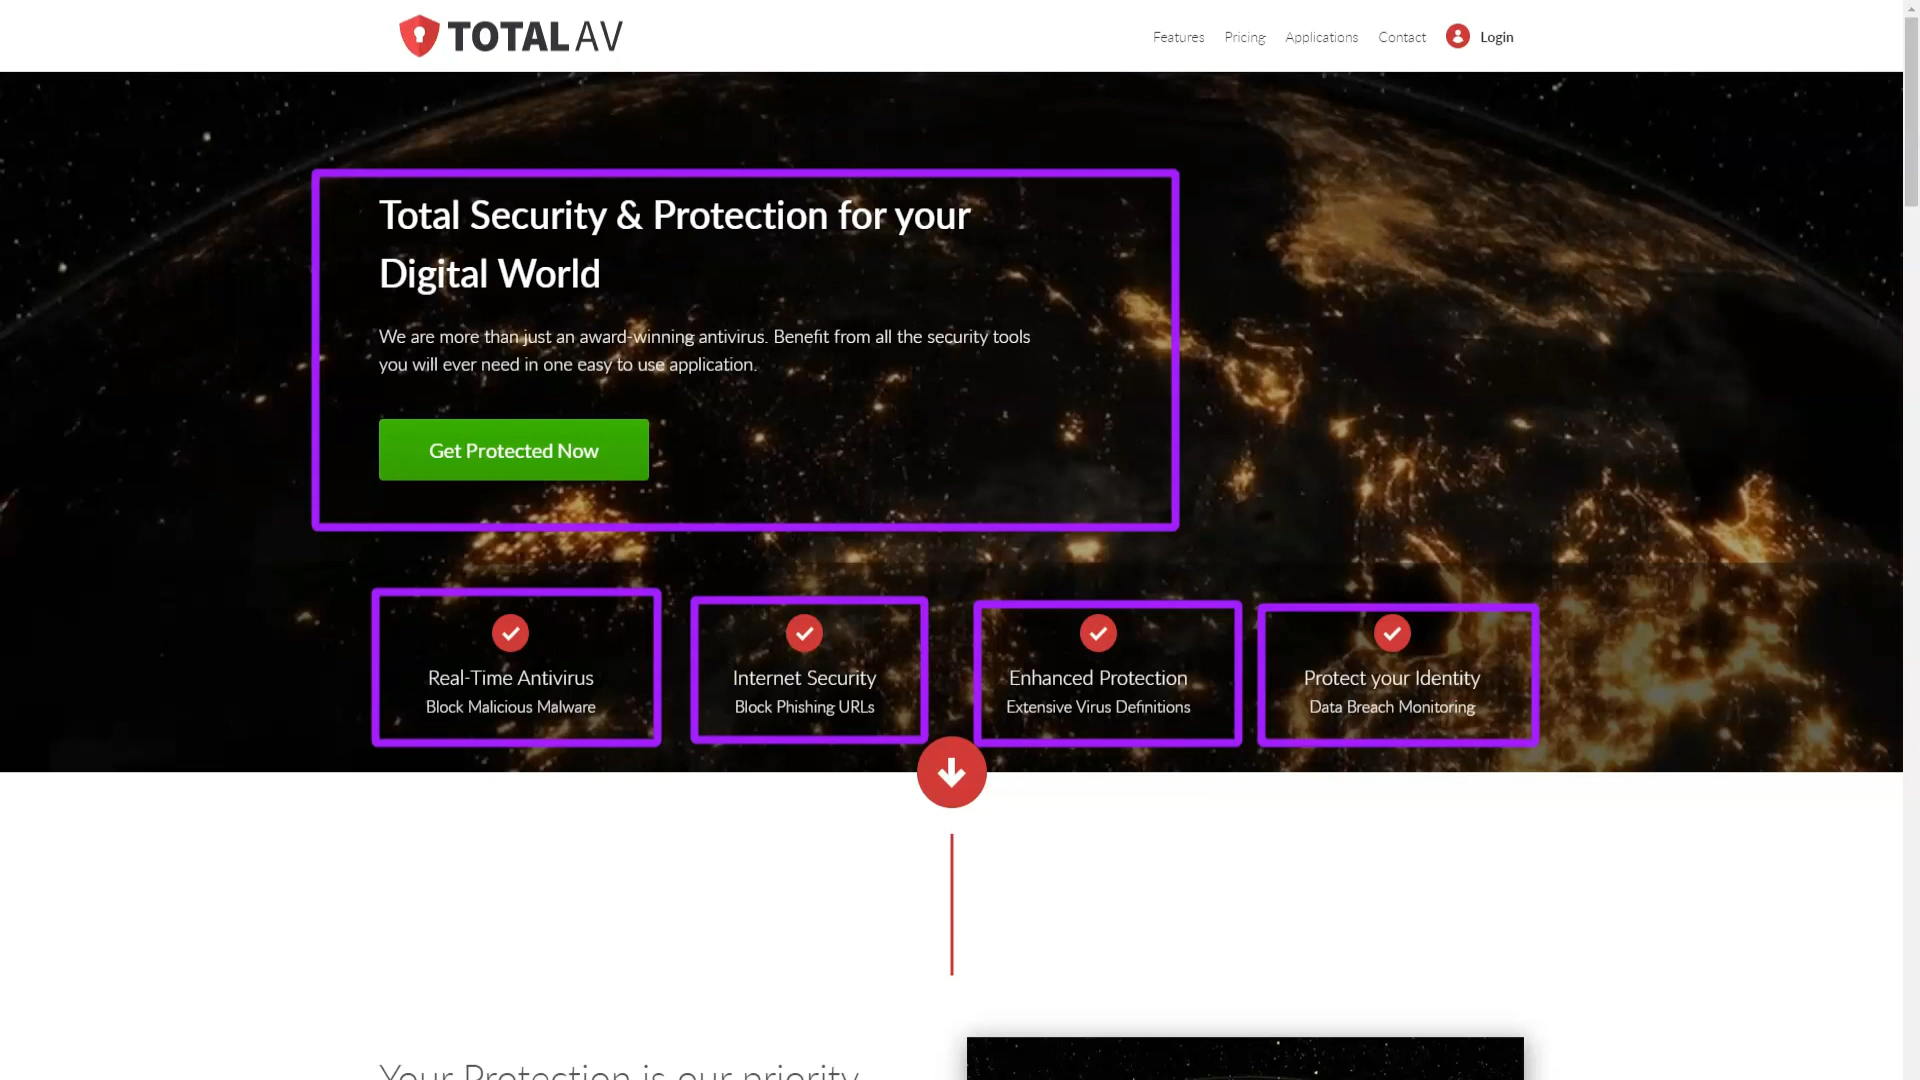 TOTAL AV
Features Pricing Applications Contact Login
Total Security & Protection for your
Digital World
We are more than just an award-winning antivirus. Benefit from all the security tools
you will ever need in one easy to use application.
Get Protected Now
Real-Time Antivirus
Block Malicious Malware
Internet Security
Block Phishing URLs
Enhanced Protection
Extensive Virus Definitions
Protect your Identity
Data Breach Monitoring
Your Protection is our priority